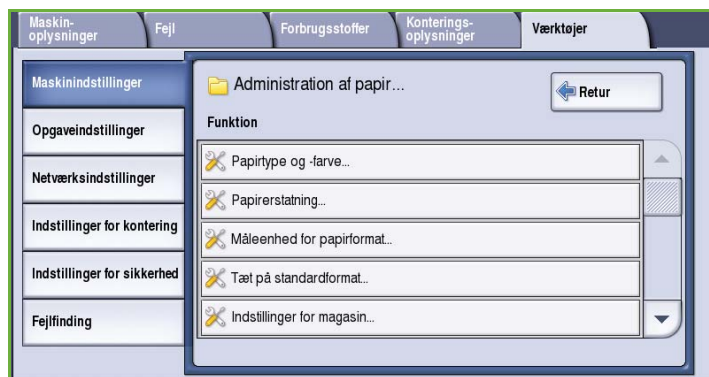 Maskin-
oplysninger
Fejl
Forbrugsstoffer
Konterings-
oplysninger
Værktøjer
Maskinindstillinger
Opgaveindstillinger
Netværksindstillinger
Indstillinger for kontering
Indstillinger for sikkerhed
Fejlfinding
Administration af papir...
Retur
Funktion
Papirtype og -farve...
Papirerstatning...
Måleenhed for papirformat...
Tæt på standardformat...
Indstillinger for magasin...